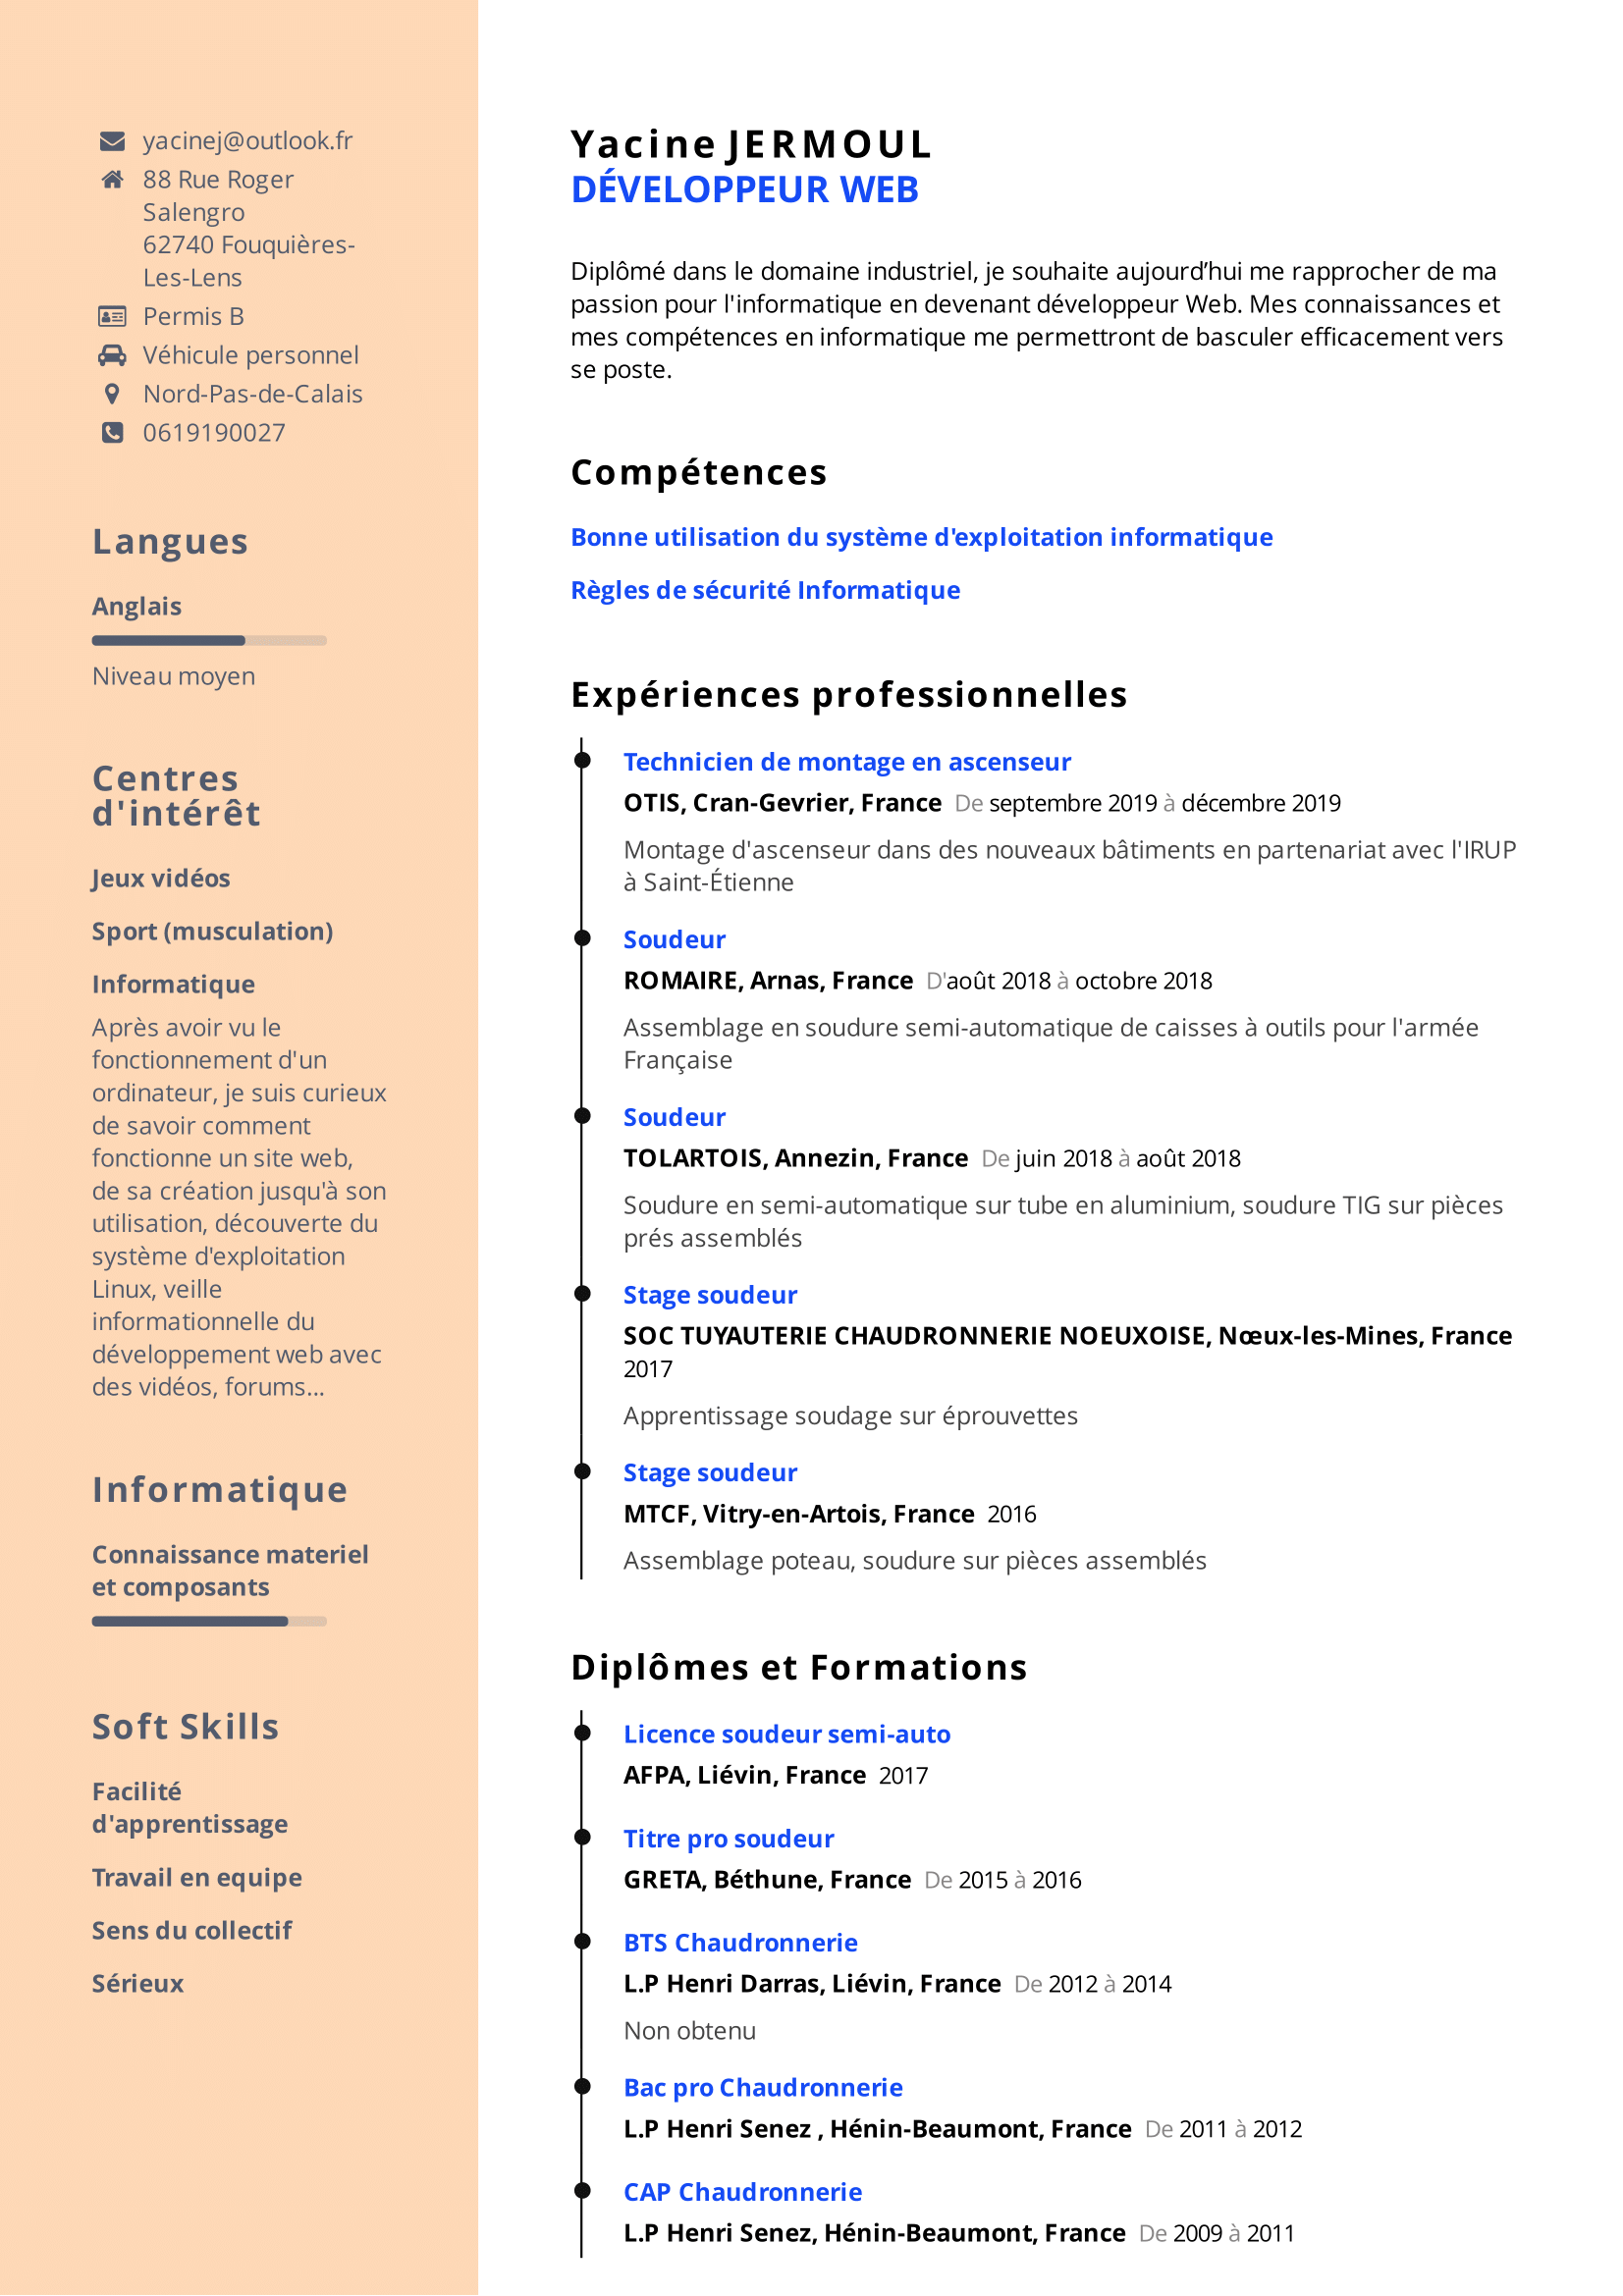 yacinej@outlook.fr
88 Rue Roger
Salengro
62740 Fouquières-
Les-Lens
Permis B
Véhicule personnel
Nord-Pas-de-Calais
0619190027
Langues
Anglais
Niveau moyen
Centres
d'intérêt
Jeux vidéos
Sport (musculation)
Informatique
Après avoir vu le
fonctionnement d'un
ordinateur, je suis curieux
de savoir comment
fonctionne un site web,
de sa création jusqu'à son
utilisation, découverte du
système d'exploitation
Linux, veille
informationnelle du
développement web avec
des vidéos, forums...
Informatique
Connaissance materiel
et composants
Soft Skills
Facilité
d'apprentissage
Travail en equipe
Sens du collectif
Sérieux
Yacine JERMOUL
DÉVELOPPEUR WEB
Diplômé dans le domaine industriel, je souhaite aujourd’hui me rapprocher de ma
passion pour l'informatique en devenant développeur Web. Mes connaissances et
mes compétences en informatique me permettront de basculer efficacement vers
se poste.
Compétences
Bonne utilisation du système d'exploitation informatique
Règles de sécurité Informatique
Expériences professionnelles
Technicien de montage en ascenseur
OTIS, Cran-Gevrier, France De septembre 2019 à décembre 2019
Montage d'ascenseur dans des nouveaux bâtiments en partenariat avec l'IRUP
à Saint-Étienne
Soudeur
ROMAIRE, Arnas, France D'août 2018 à octobre 2018
Assemblage en soudure semi-automatique de caisses à outils pour l'armée
Française
Soudeur
TOLARTOIS, Annezin, France De juin 2018 à août 2018
Soudure en semi-automatique sur tube en aluminium, soudure TIG sur pièces
prés assemblés
Stage soudeur
SOC TUYAUTERIE CHAUDRONNERIE NOEUXOISE, Nœux-les-Mines, France
2017
Apprentissage soudage sur éprouvettes
Stage soudeur
MTCF, Vitry-en-Artois, France 2016
Assemblage poteau, soudure sur pièces assemblés
Diplômes et Formations
Licence soudeur semi-auto
AFPA, Liévin, France 2017
Titre pro soudeur
GRETA, Béthune, France De 2015 à 2016
BTS Chaudronnerie
L.P Henri Darras, Liévin, France De 2012 à 2014
Non obtenu
Bac pro Chaudronnerie
L.P Henri Senez , Hénin-Beaumont, France De 2011 à 2012
CAP Chaudronnerie
L.P Henri Senez, Hénin-Beaumont, France De 2009 à 2011